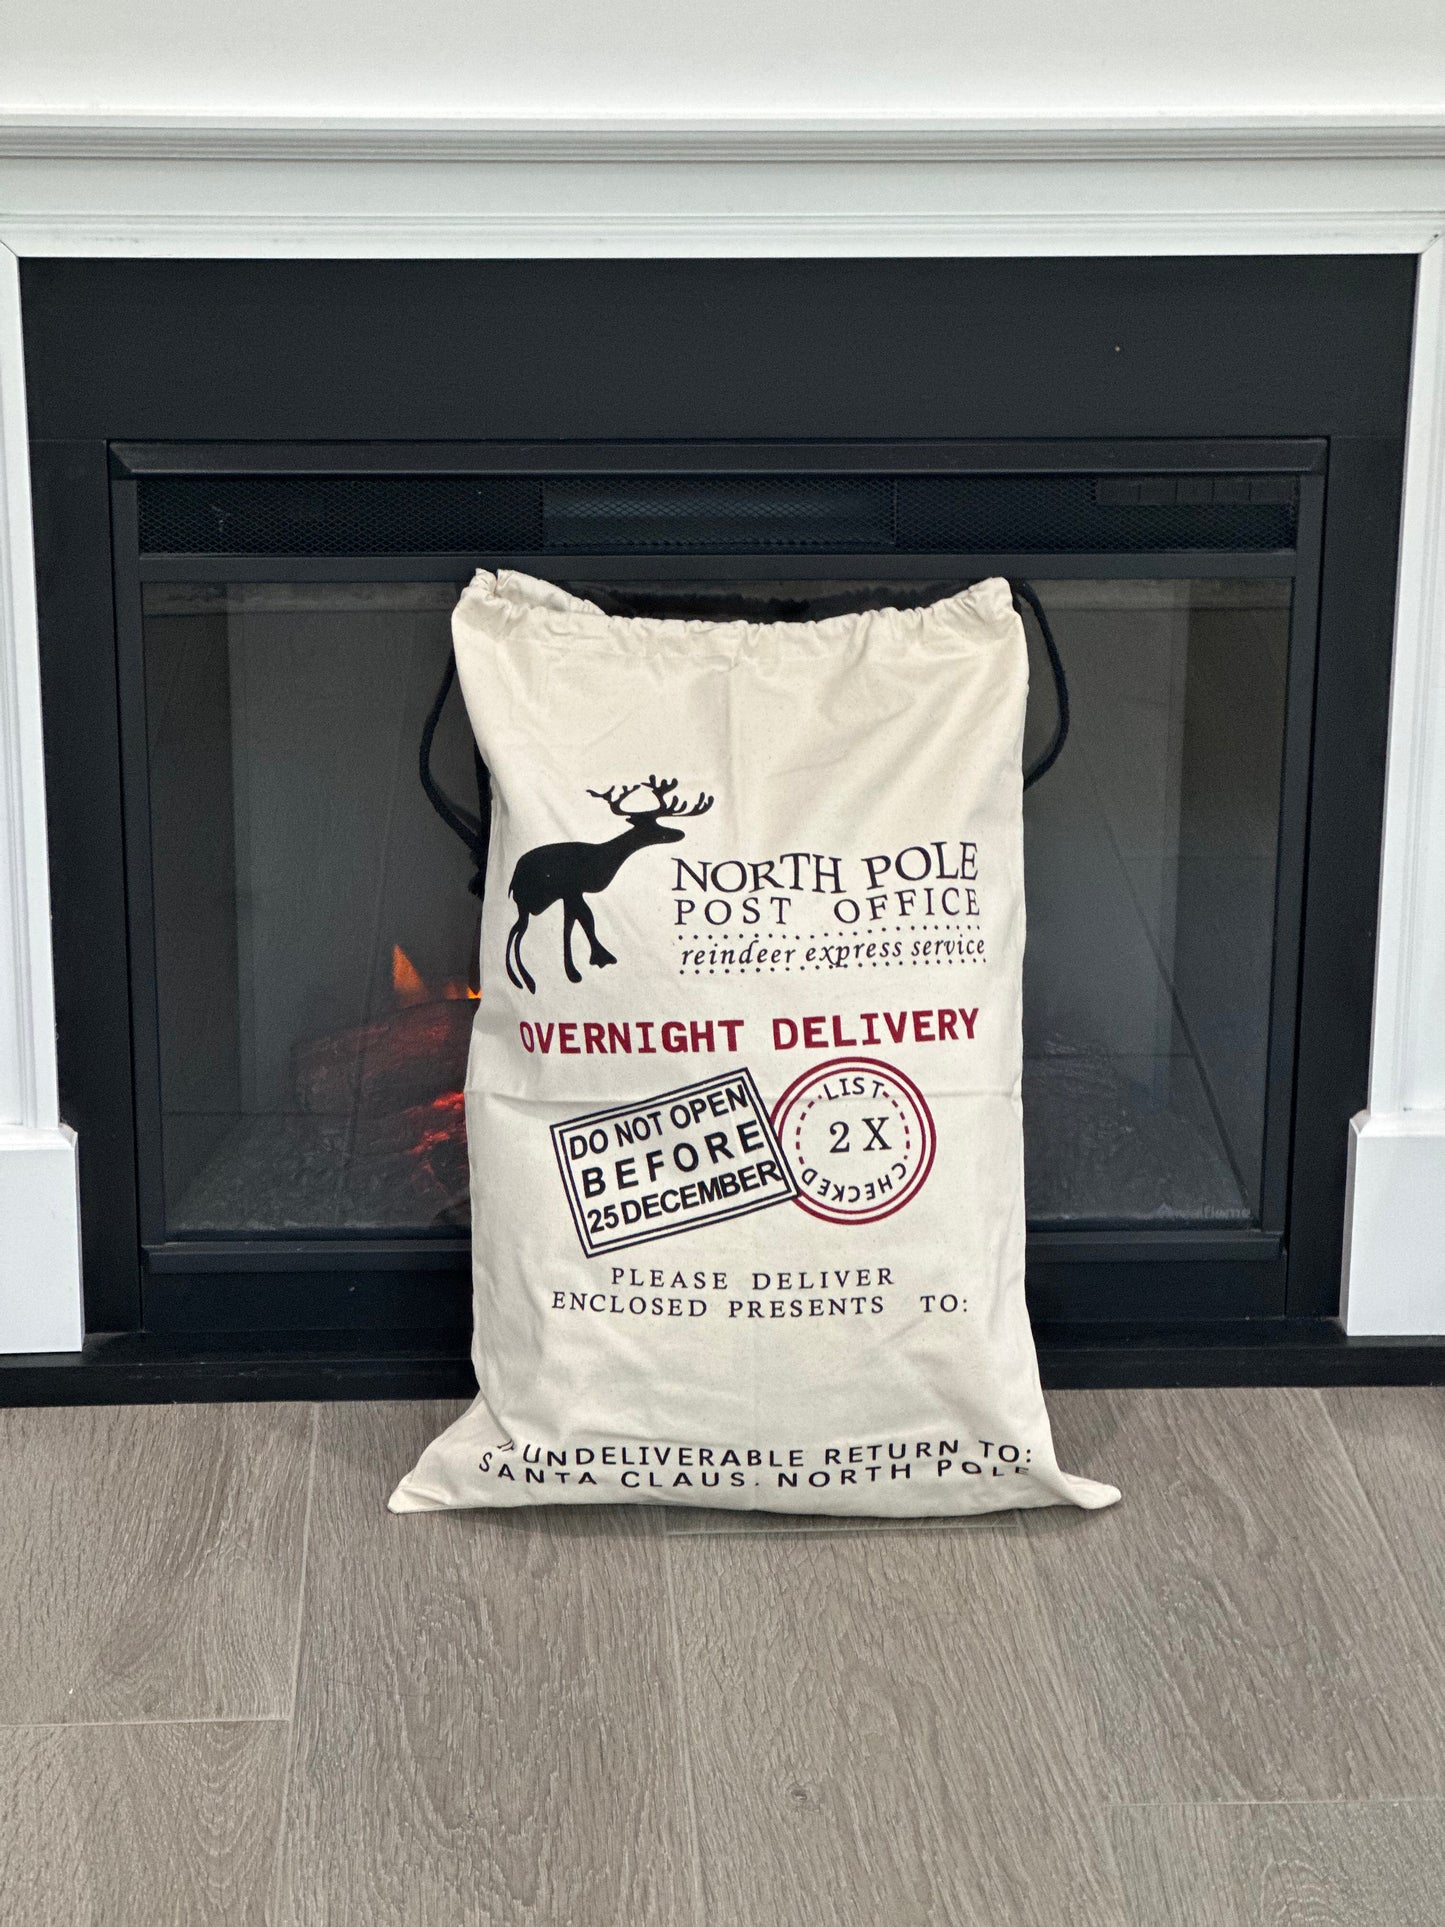 NORTH POLE
POST OFFICE
reindeer express service
OVERNIGHT DELIVERY
DO NOT OPEN
BEFORE
25 DECEMBER
LIST
2 X
CHECKED
PLEASE DELIVER
ENCLOSED PRESENTS TO:
UNDELIVERABLE RETURN TO:
SANTA CLAUS. NORTH POLE